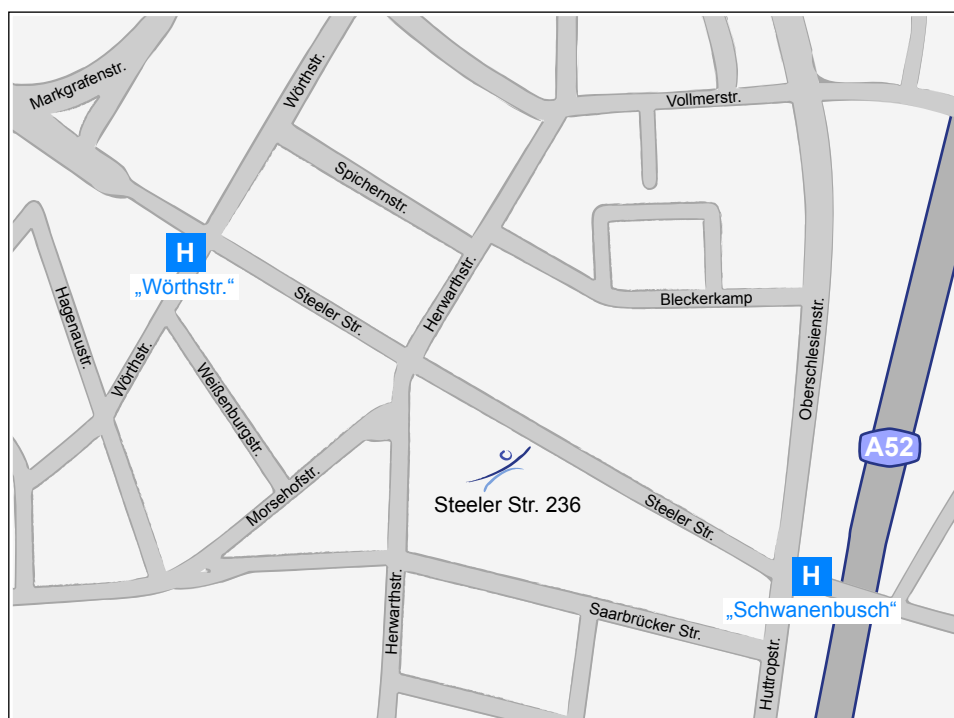 Markgrafenstr.
Wörthstr.
Vollmerstr.
Spichernstr.
H
„Wörthstr.“
Hagenaustr.
Steeler Str.
Herwarthstr.
Bleckerkamp
Oberschlesienstr.
Wörthstr.
Weißenburgstr.
A52
Morsehofstr.
Steeler Str. 236
Steeler Str.
H
„Schwanenbusch“
Herwarthstr.
Saarbrücker Str.
Huttropstr.